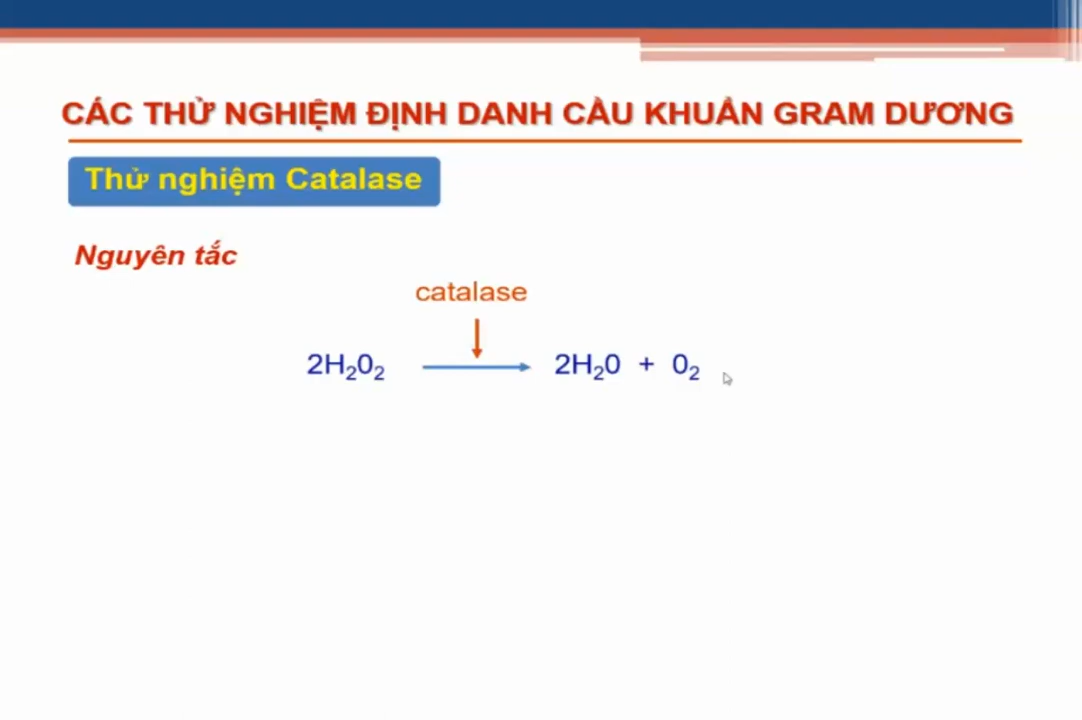 CÁC THỬ NGHIỆM ĐỊNH DANH CẦU KHUẨN GRAM DƯƠNG
Thử nghiệm Catalase
Nguyên tắc
catalase
2H₂0₂ → 2H₂0 + 0₂